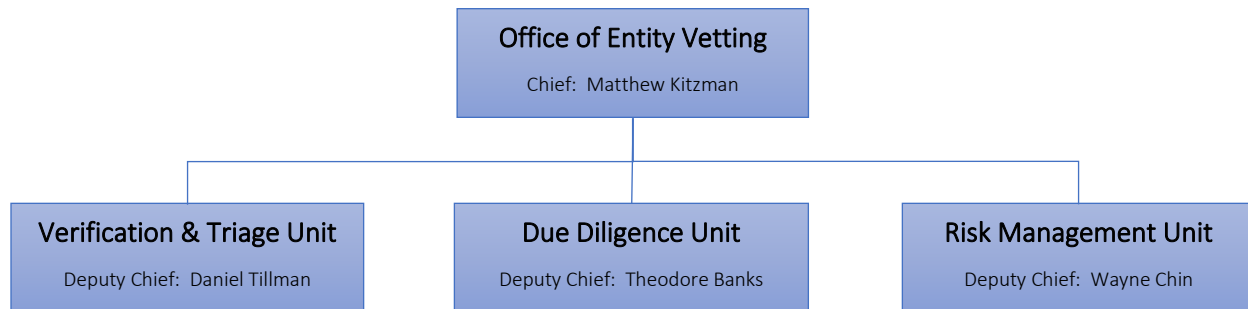 Office of Entity Vetting
Chief:  Matthew Kitzman
Verification & Triage Unit
Deputy Chief:  Daniel Tillman
Due Diligence Unit
Deputy Chief:  Theodore Banks
Risk Management Unit
Deputy Chief:  Wayne Chin